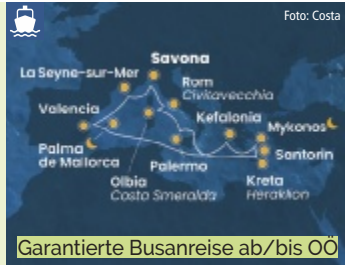 Foto: Costa
Savona
La Seyne-sur-Mer
Rom
Civitavecchia
Valencia
Kefalonia
Mykonos
Palma
de Mallorca
Palermo
Santorin
Olbia
Costa Smeralda
Kreta
Heraklion
Garantierte Busanreise ab/bis OÖ